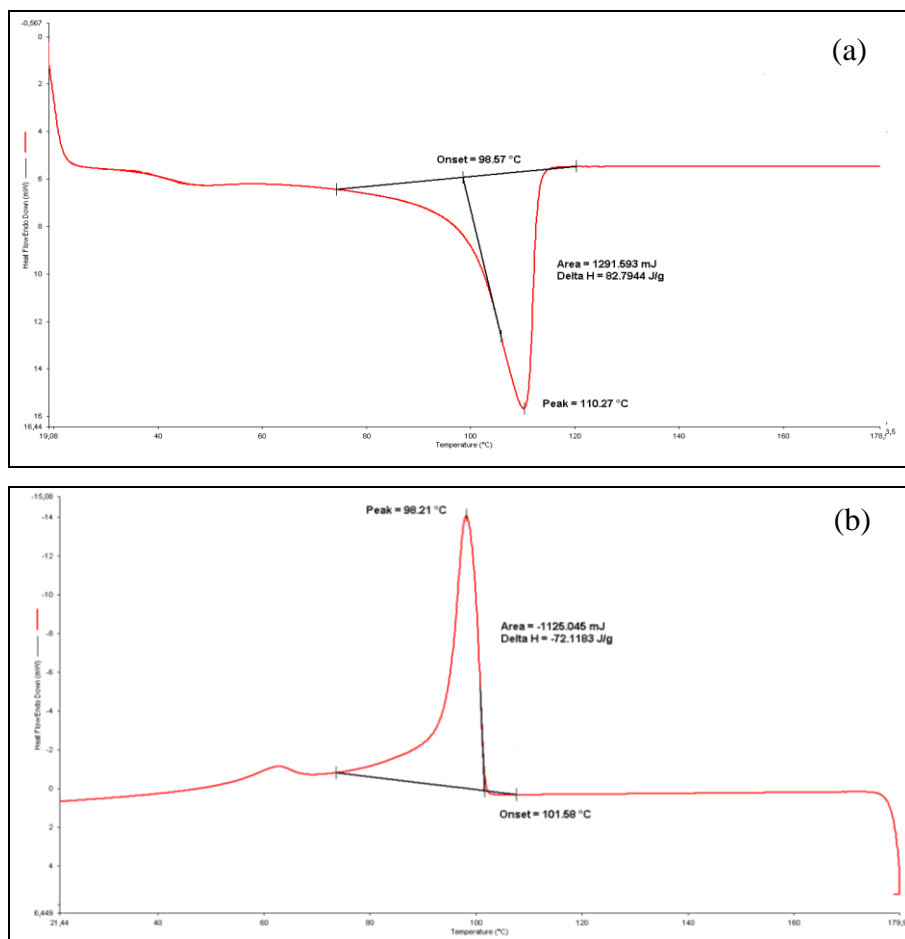 (a)
-0,567
0
2
4
6
8
10
12
14
16
16,44
Heat Flow Endo Down (mW)
Onset = 98.57 °C
Area = 1291.593 mJ
Delta H = 82.7944 J/g
Peak = 110.27 °C
19,08
40
60
80
100
120
140
160
178,
Temperature (°C)
(b)
-15,08
-14
-12
-10
-8
-6
-4
-2
0
2
4
6,449
Heat Flow Endo Down (mW)
Peak = 98.21 °C
Area = -1125.045 mJ
Delta H = -72.1183 J/g
Onset = 101.58 °C
21,44
40
60
80
100
120
140
160
179,8
Temperature (°C)